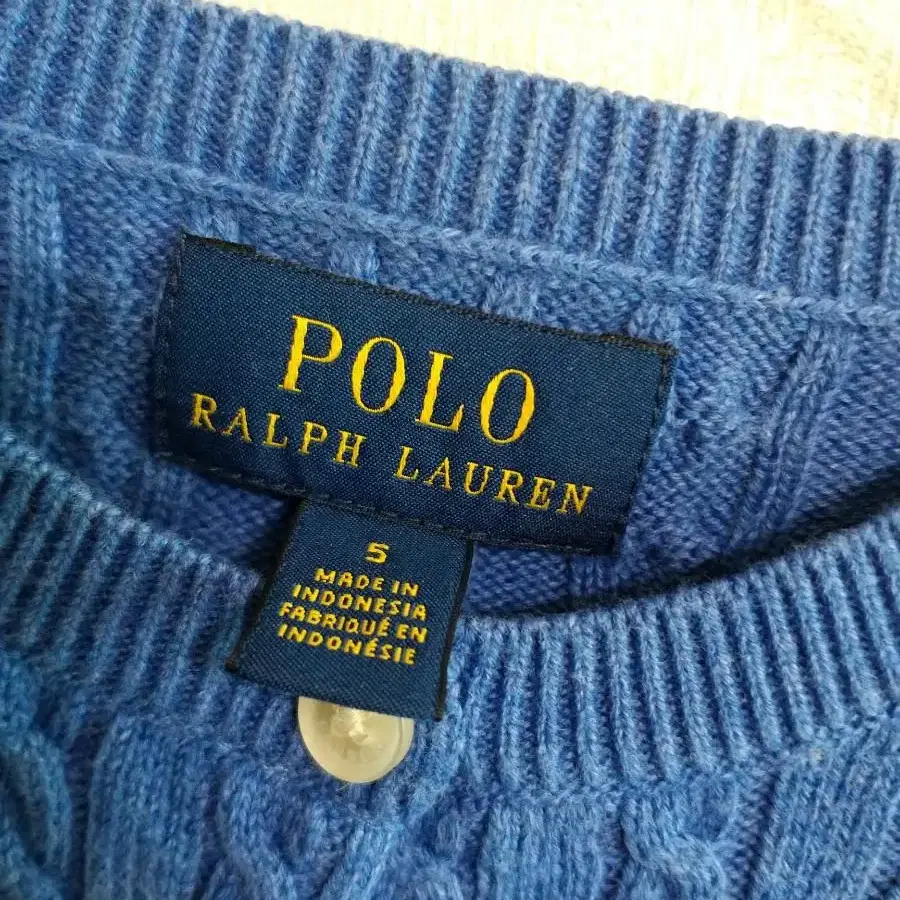 POLO
RALPH LAUREN
5
MADE IN
INDONESIA
FABRIQUÉ EN
INDONÉSIE